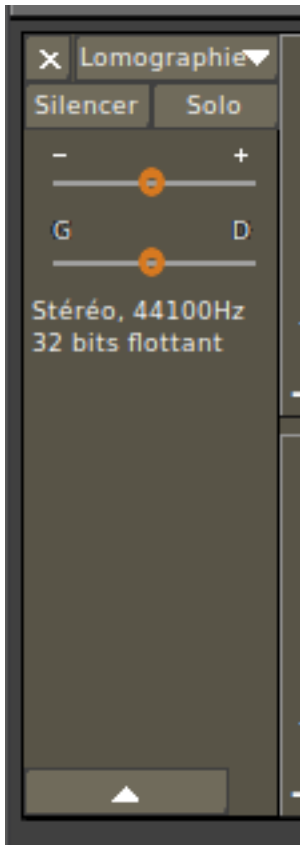 × Lomographie
Silencer Solo
- +
G D
Stéréo, 44100Hz
32 bits flottant